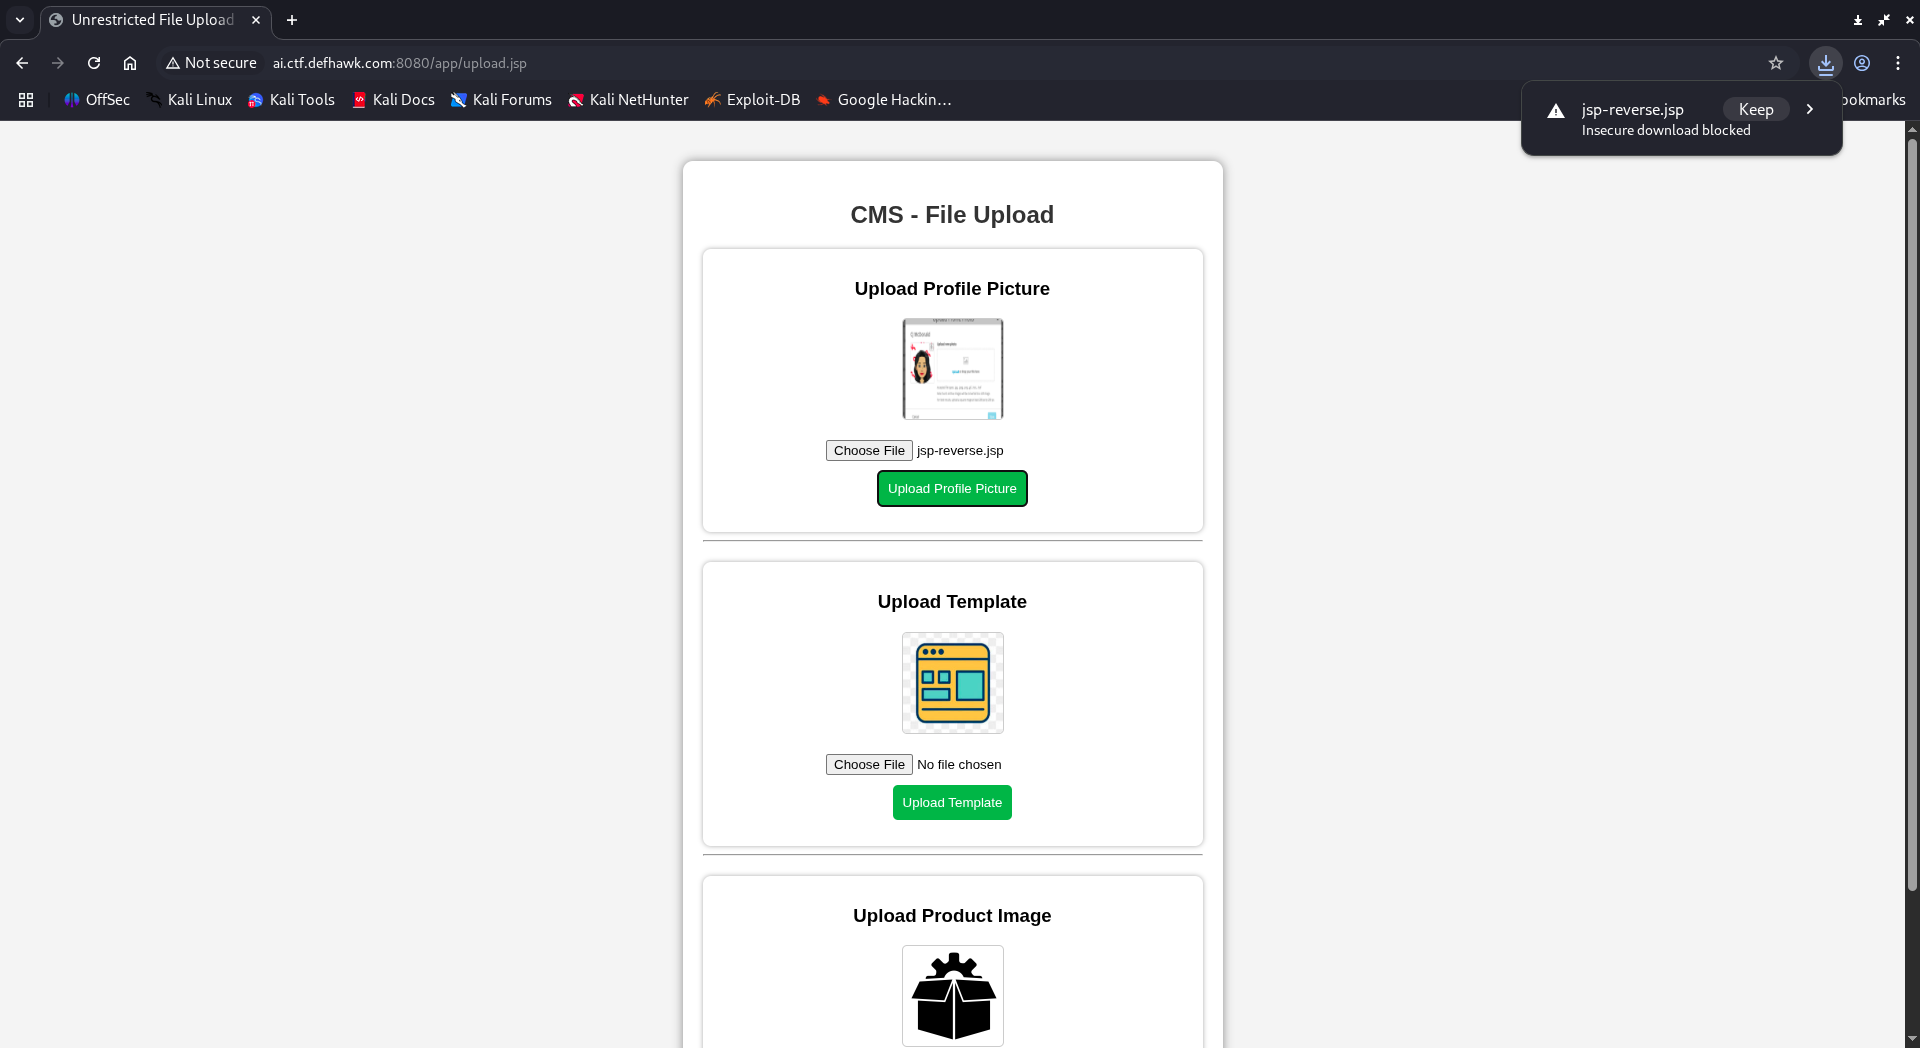 Unrestricted File Upload
Not secure
ai.ctf.defhawk.com:8080/app/upload.jsp
OffSec
Kali Linux
Kali Tools
Kali Docs
Kali Forums
Kali NetHunter
Exploit-DB
Google Hackin…
ookmarks
jsp-reverse.jsp
Keep
Insecure download blocked
CMS - File Upload
Upload Profile Picture
Choose File jsp-reverse.jsp
Upload Profile Picture
Upload Template
Choose File No file chosen
Upload Template
Upload Product Image